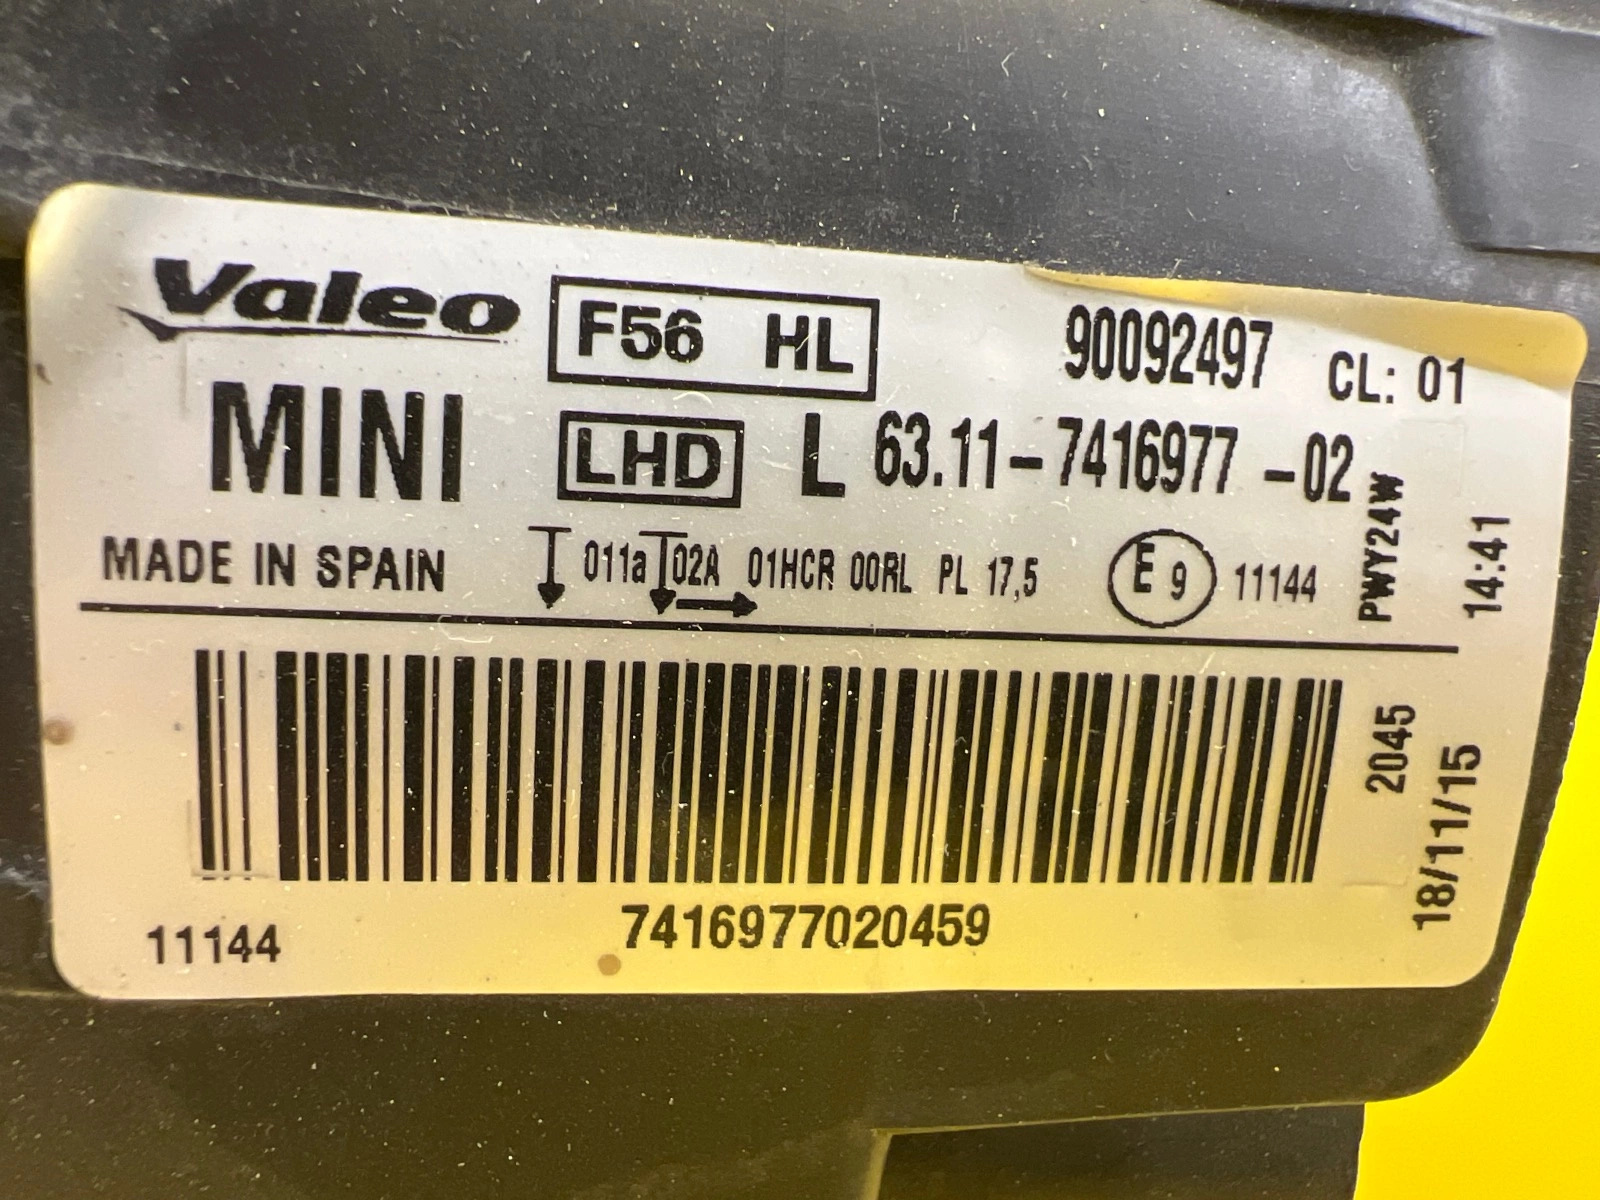 Valeo F56 HL 90092497 CL: 01
MINI LHD L 63.11-7416977-02
MADE IN SPAIN 011a 02A 01HCR 00RL PL 17,5 E9 11144
PWY24W
14:41
2045
18/11/15
11144 7416977020459